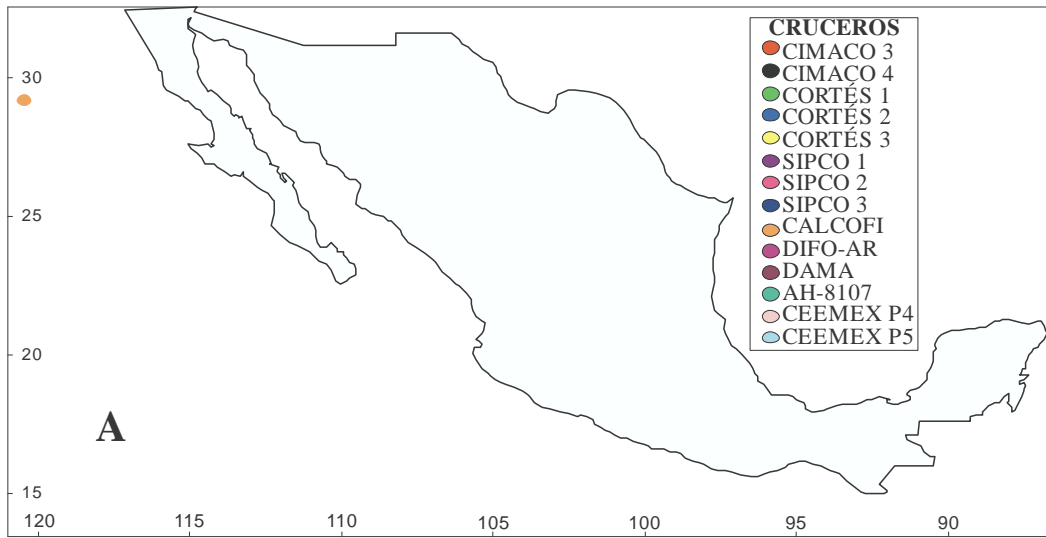 CRUCEROS
CIMACO 3
CIMACO 4
CORTÉS 1
CORTÉS 2
CORTÉS 3
SIPCO 1
SIPCO 2
SIPCO 3
CALCOFI
DIFO-AR
DAMA
AH-8107
CEEMEX P4
CEEMEX P5
30
25
20
A
15
120 115 110 105 100 95 90